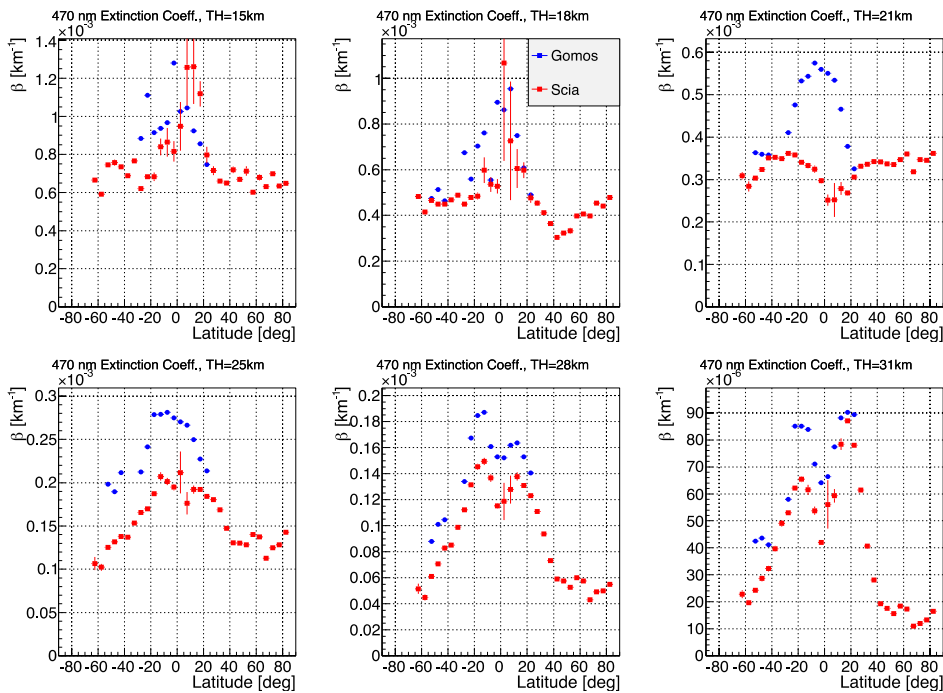 470 nm Extinction Coeff., TH=15km
×10⁻³
β [km⁻¹]
1.4
1.2
1
0.8
0.6
0.4
0.2
0
-80 -60 -40 -20 0 20 40 60 80
Latitude [deg]
470 nm Extinction Coeff., TH=18km
×10⁻³
β [km⁻¹]
Gomos
Scia
1
0.8
0.6
0.4
0.2
0
-80 -60 -40 -20 0 20 40 60 80
Latitude [deg]
470 nm Extinction Coeff., TH=21km
×10⁻³
β [km⁻¹]
0.6
0.5
0.4
0.3
0.2
0.1
0
-80 -60 -40 -20 0 20 40 60 80
Latitude [deg]
470 nm Extinction Coeff., TH=25km
×10⁻³
β [km⁻¹]
0.3
0.25
0.2
0.15
0.1
0.05
0
-80 -60 -40 -20 0 20 40 60 80
Latitude [deg]
470 nm Extinction Coeff., TH=28km
×10⁻³
β [km⁻¹]
0.2
0.18
0.16
0.14
0.12
0.1
0.08
0.06
0.04
0.02
0
-80 -60 -40 -20 0 20 40 60 80
Latitude [deg]
470 nm Extinction Coeff., TH=31km
×10⁻⁶
β [km⁻¹]
90
80
70
60
50
40
30
20
10
0
-80 -60 -40 -20 0 20 40 60 80
Latitude [deg]